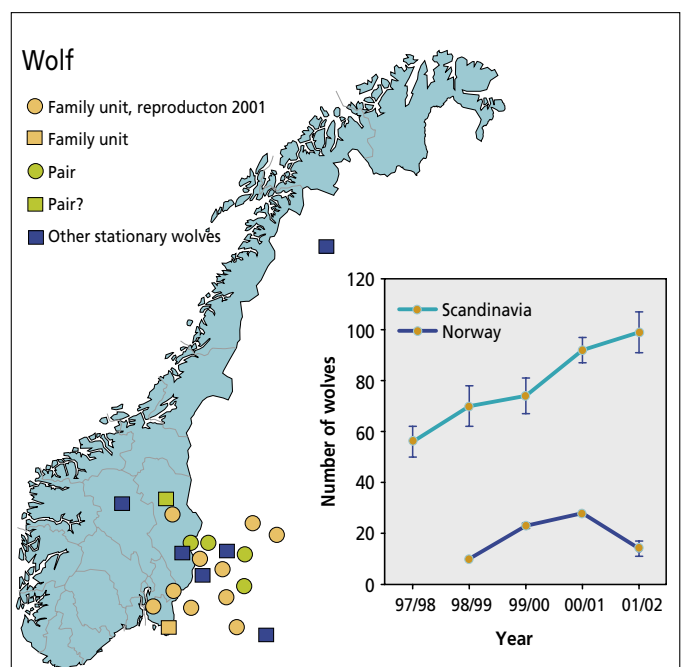 Wolf
Family unit, reproducton 2001
Family unit
Pair
Pair?
Other stationary wolves
120
100
80
60
40
20
0
Number of wolves
Scandinavia
Norway
97/98 98/99 99/00 00/01 01/02
Year